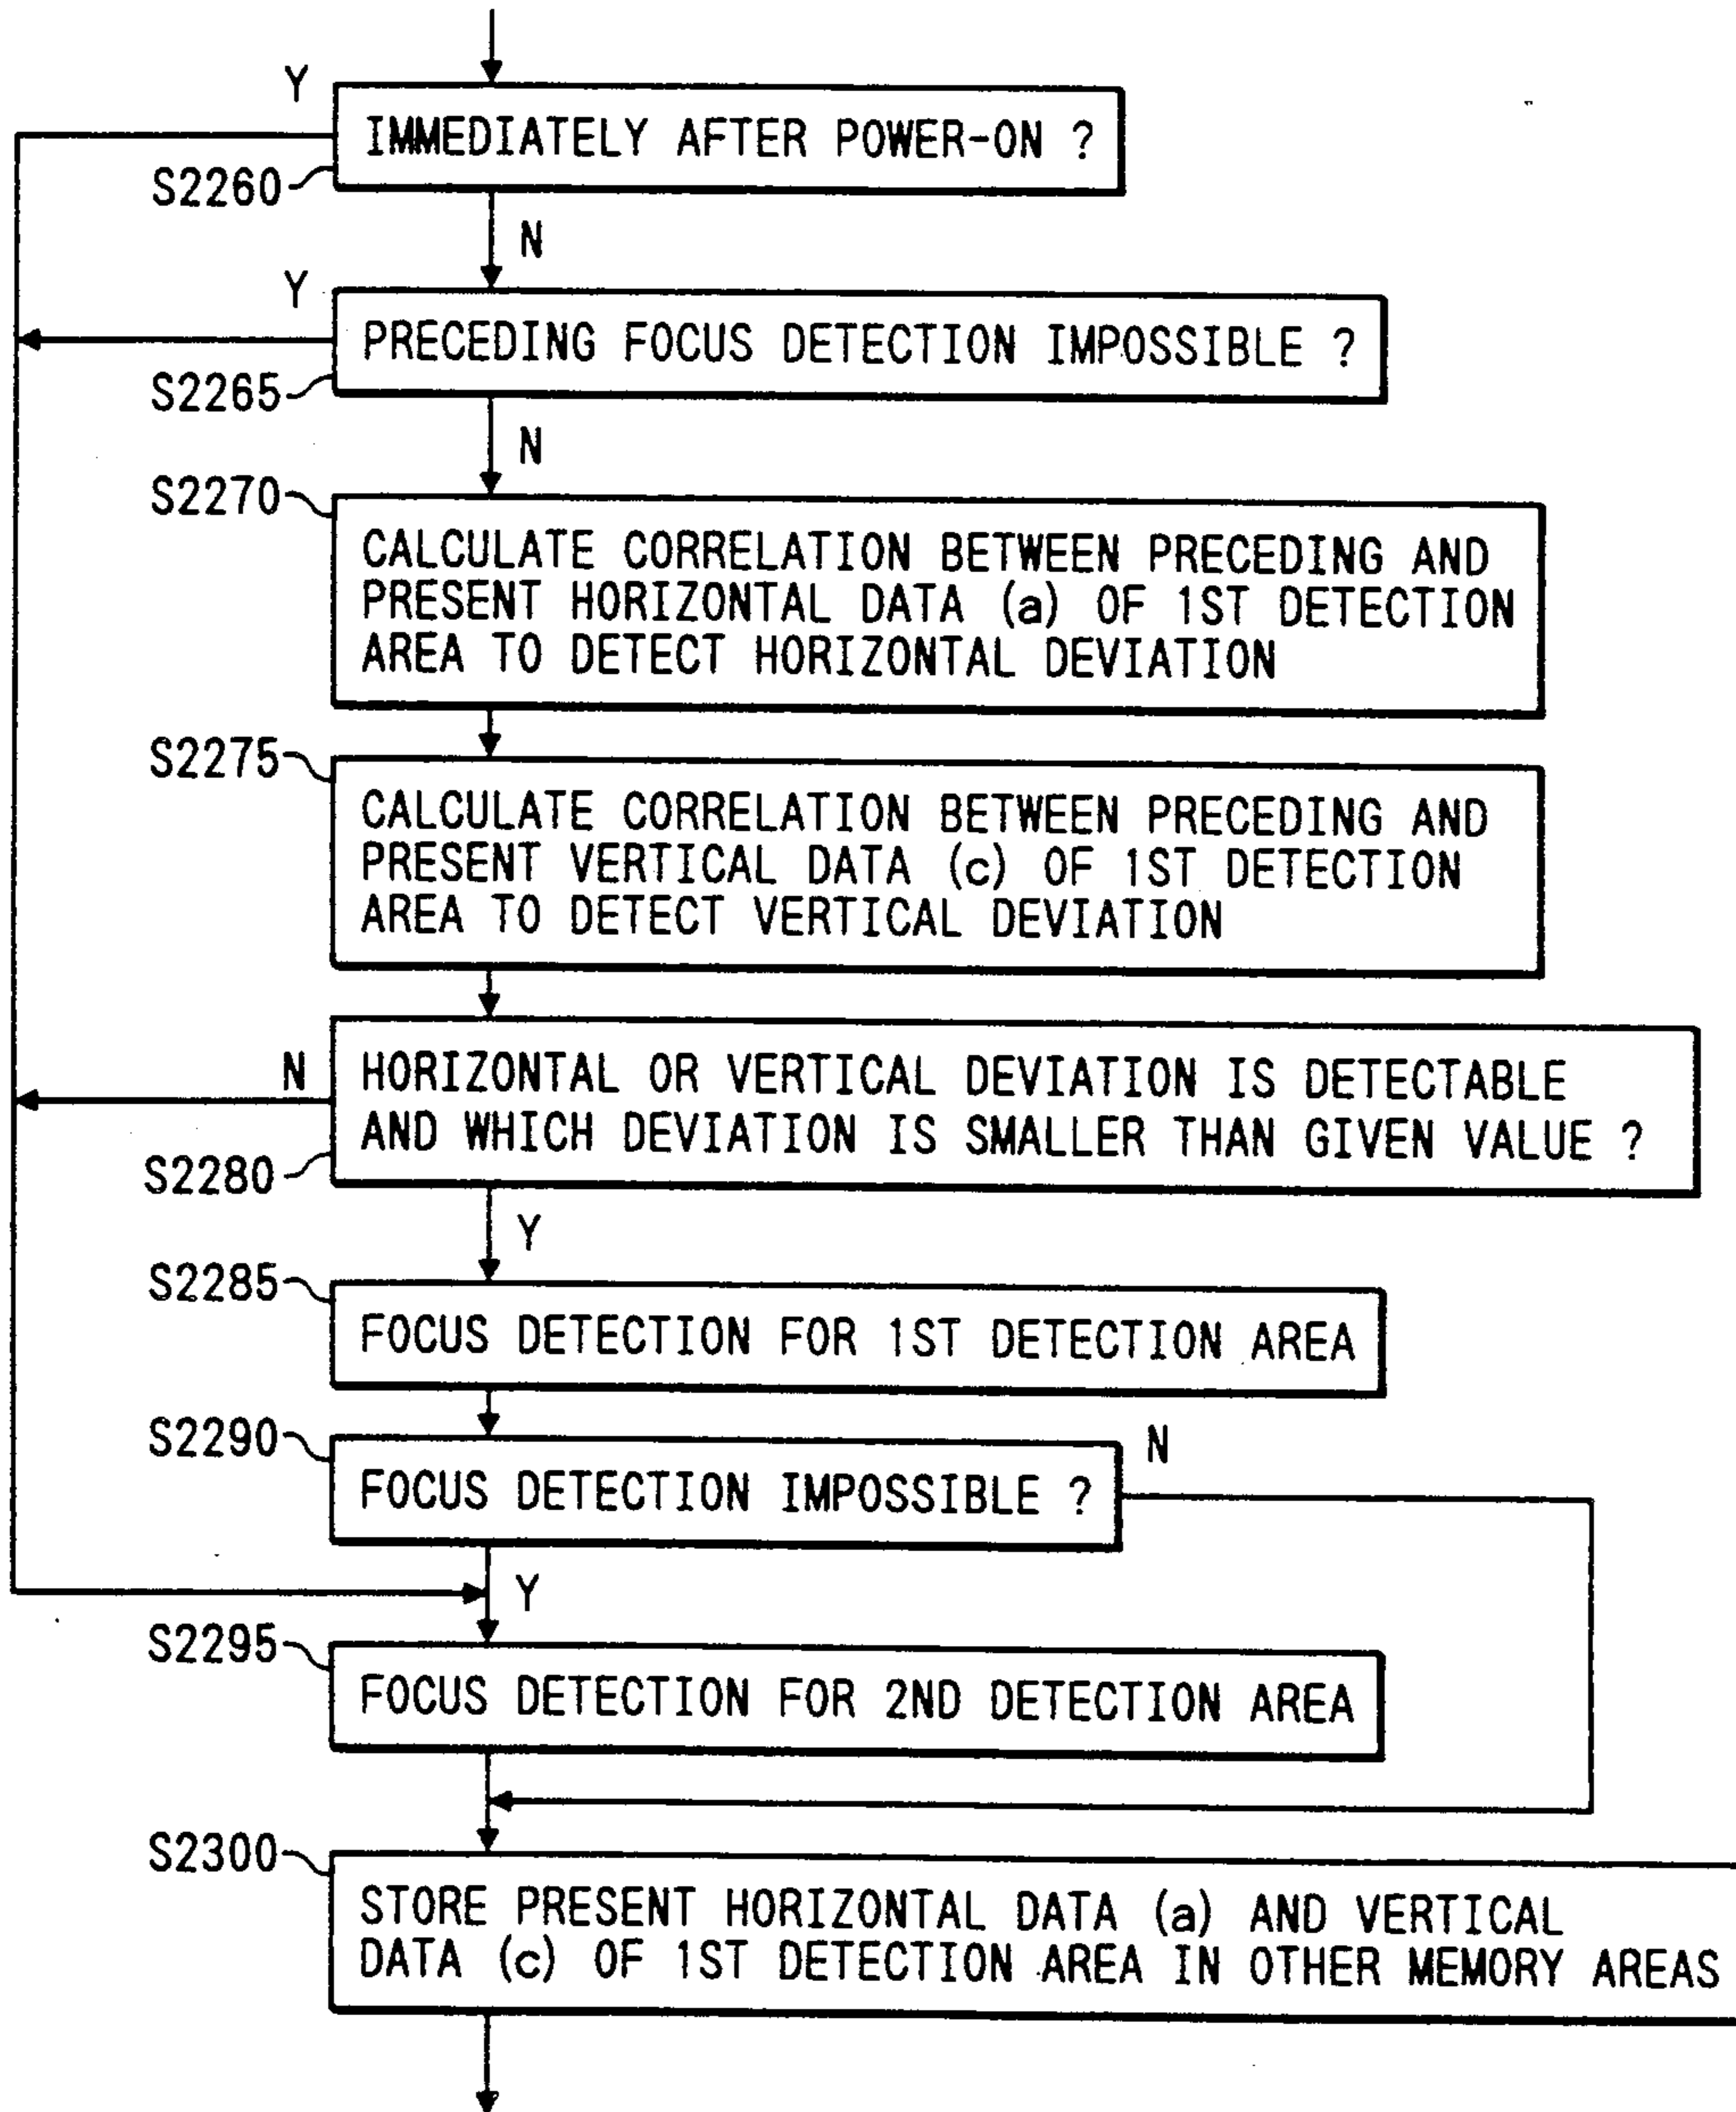 Y
IMMEDIATELY AFTER POWER-ON ?
S2260
N
Y
PRECEDING FOCUS DETECTION IMPOSSIBLE ?
S2265
N
S2270
CALCULATE CORRELATION BETWEEN PRECEDING AND
PRESENT HORIZONTAL DATA (a) OF 1ST DETECTION
AREA TO DETECT HORIZONTAL DEVIATION
S2275
CALCULATE CORRELATION BETWEEN PRECEDING AND
PRESENT VERTICAL DATA (c) OF 1ST DETECTION
AREA TO DETECT VERTICAL DEVIATION
N
HORIZONTAL OR VERTICAL DEVIATION IS DETECTABLE
AND WHICH DEVIATION IS SMALLER THAN GIVEN VALUE ?
S2280
Y
S2285
FOCUS DETECTION FOR 1ST DETECTION AREA
S2290
N
FOCUS DETECTION IMPOSSIBLE ?
Y
S2295
FOCUS DETECTION FOR 2ND DETECTION AREA
S2300
STORE PRESENT HORIZONTAL DATA (a) AND VERTICAL
DATA (c) OF 1ST DETECTION AREA IN OTHER MEMORY AREAS